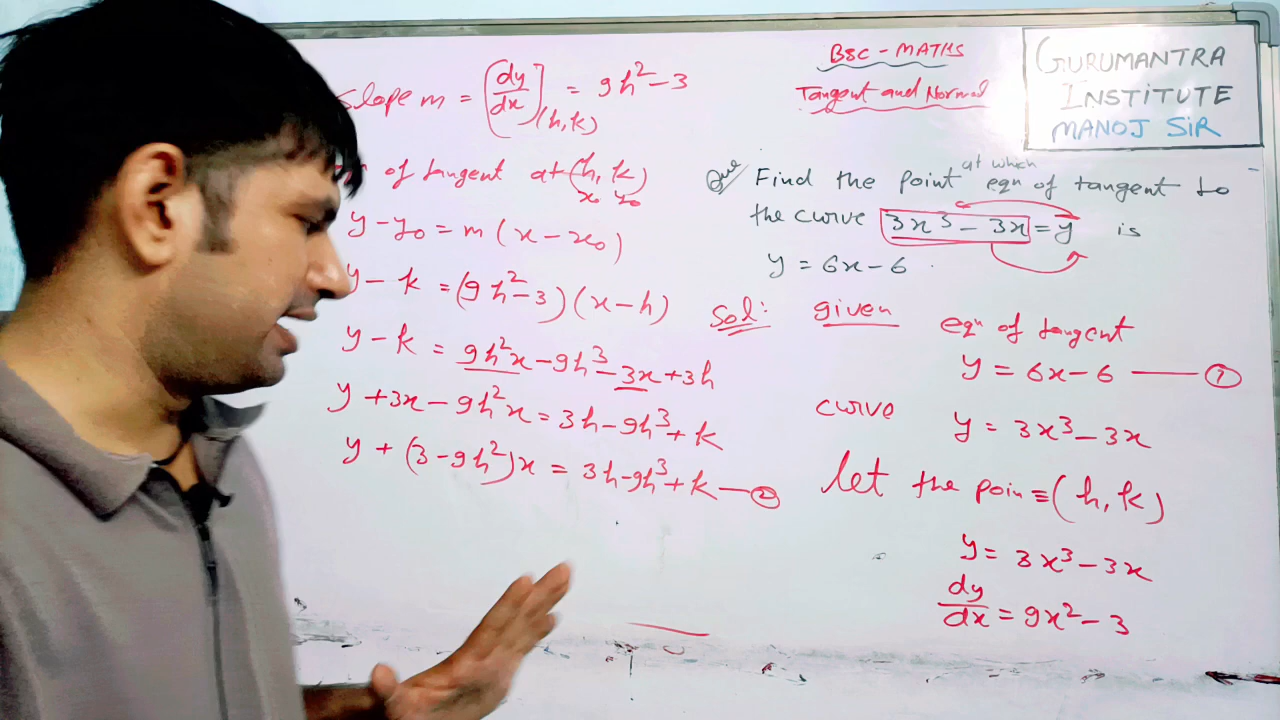 BSC - MATHS
Tangent and Normal
GURUMANTRA
INSTITUTE
MANOJ SIR
Que Find the point at which eqn of tangent to
the curve 3x³ - 3x = y is
y = 6x - 6
Sol: given eqn of tangent
y = 6x - 6 — ①
curve y = 3x³ - 3x
let the poin ≡ (h, k)
y = 3x³ - 3x
dy/dx = 9x² - 3
Slope m = (dy/dx](h, k) = 9h² - 3
of tangent at (h, k)
x₀ y₀
y - y₀ = m (x - x₀)
y - k = (9h² - 3) (x - h)
y - k = 9h²x - 9h³ - 3x + 3h
y + 3x - 9h²x = 3h - 9h³ + k
y + (3 - 9h²)x = 3h - 9h³ + k — ②